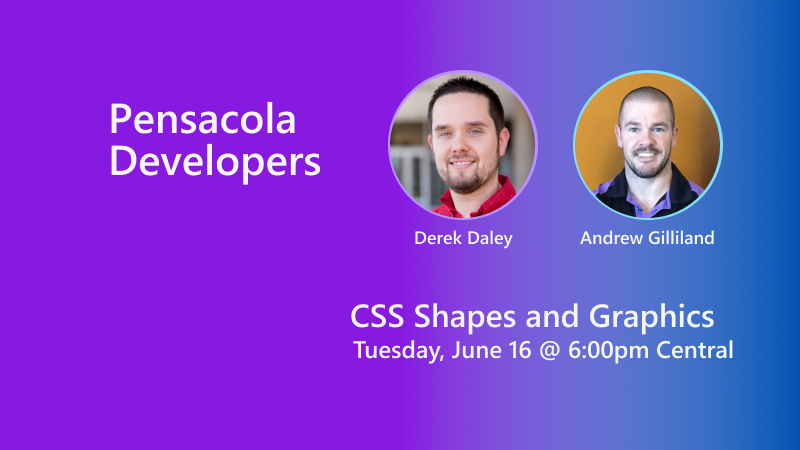 Pensacola
Developers
Derek Daley
Andrew Gilliland
CSS Shapes and Graphics
Tuesday, June 16 @ 6:00pm Central